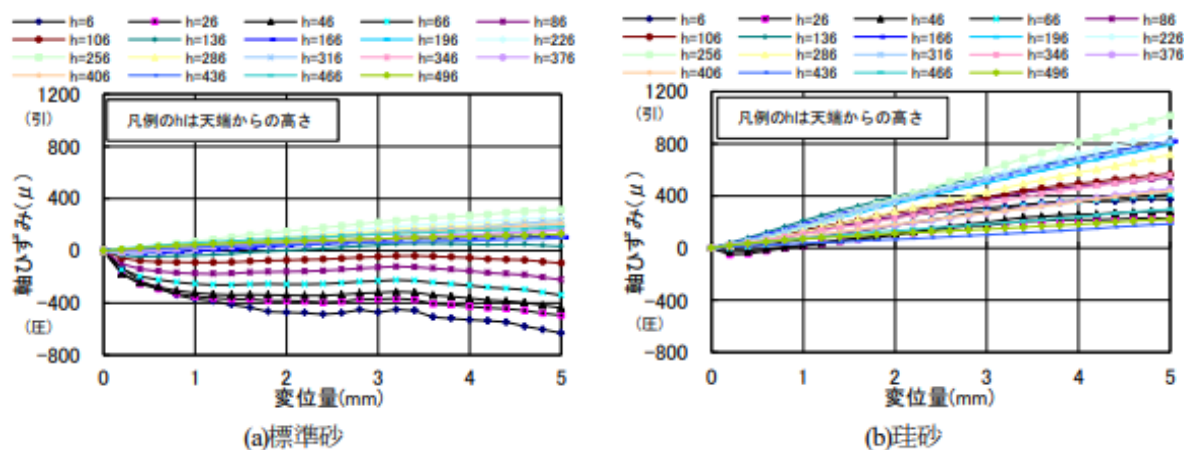 h=6 h=26 h=46 h=66 h=86
h=106 h=136 h=166 h=196 h=226
h=256 h=286 h=316 h=346 h=376
h=406 h=436 h=466 h=496
1200
(引)
800
400
0
-400
(圧)
-800
軸ひずみ(μ)
凡例のhは天端からの高さ
0 1 2 3 4 5
変位量(mm)
(a)標準砂
h=6 h=26 h=46 h=66 h=86
h=106 h=136 h=166 h=196 h=226
h=256 h=286 h=316 h=346 h=376
h=406 h=436 h=466 h=496
1200
(引)
800
400
0
-400
(圧)
-800
軸ひずみ(μ)
凡例のhは天端からの高さ
0 1 2 3 4 5
変位量(mm)
(b)珪砂